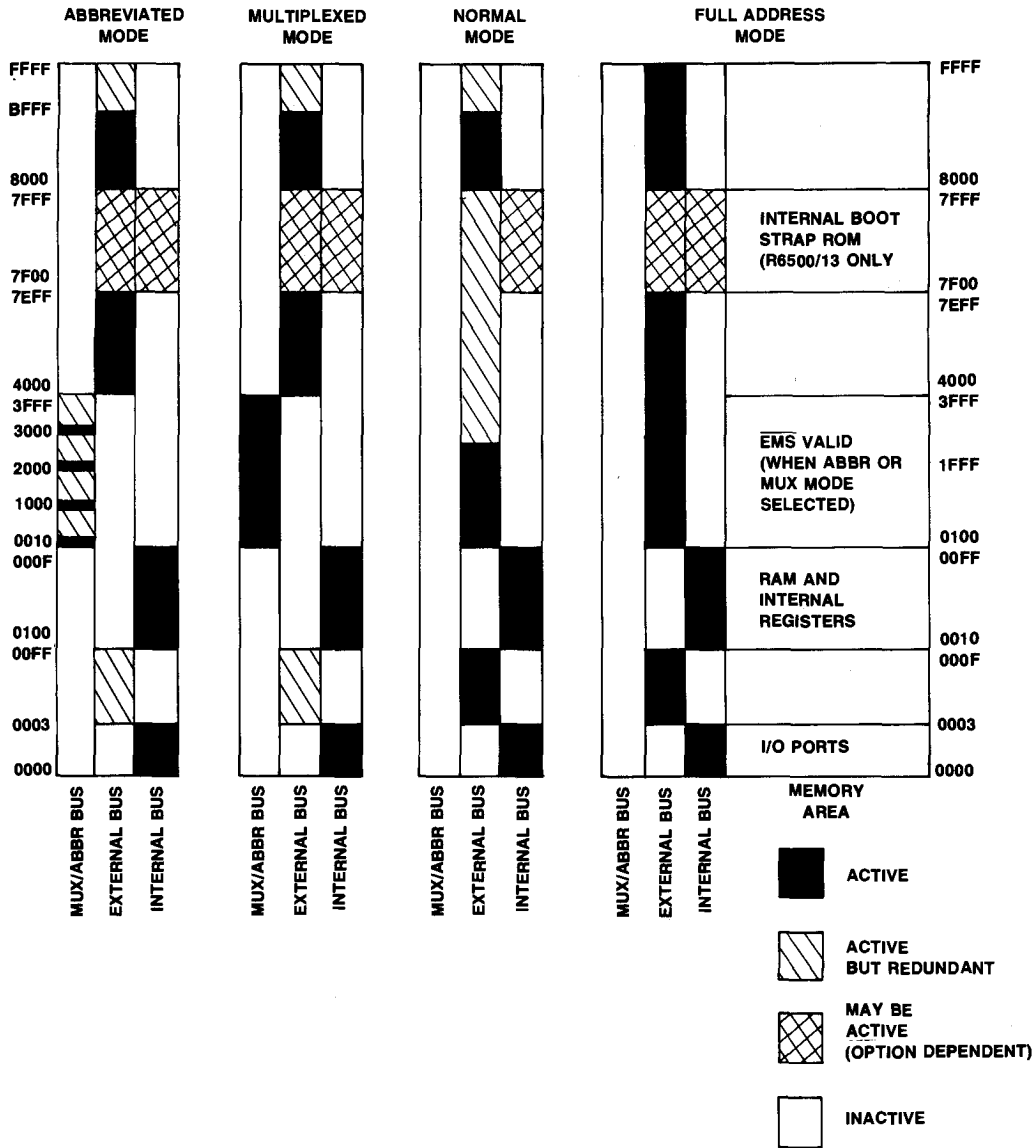 ABBREVIATED
MODE
MULTIPLEXED
MODE
NORMAL
MODE
FULL ADDRESS
MODE
FFFF
BFFF
8000
7FFF
7F00
7EFF
4000
3FFF
3000
2000
1000
0010
000F
0100
00FF
0003
0000
FFFF
8000
7FFF
7F00
7EFF
4000
3FFF
1FFF
0100
00FF
0010
000F
0003
0000
INTERNAL BOOT
STRAP ROM
(R6500/13 ONLY
EMS VALID
(WHEN ABBR OR
MUX MODE
SELECTED)
RAM AND
INTERNAL
REGISTERS
I/O PORTS
MEMORY
AREA
MUX/ABBR BUS
EXTERNAL BUS
INTERNAL BUS
MUX/ABBR BUS
EXTERNAL BUS
INTERNAL BUS
MUX/ABBR BUS
EXTERNAL BUS
INTERNAL BUS
MUX/ABBR BUS
EXTERNAL BUS
INTERNAL BUS
ACTIVE
ACTIVE
BUT REDUNDANT
MAY BE
ACTIVE
(OPTION DEPENDENT)
INACTIVE